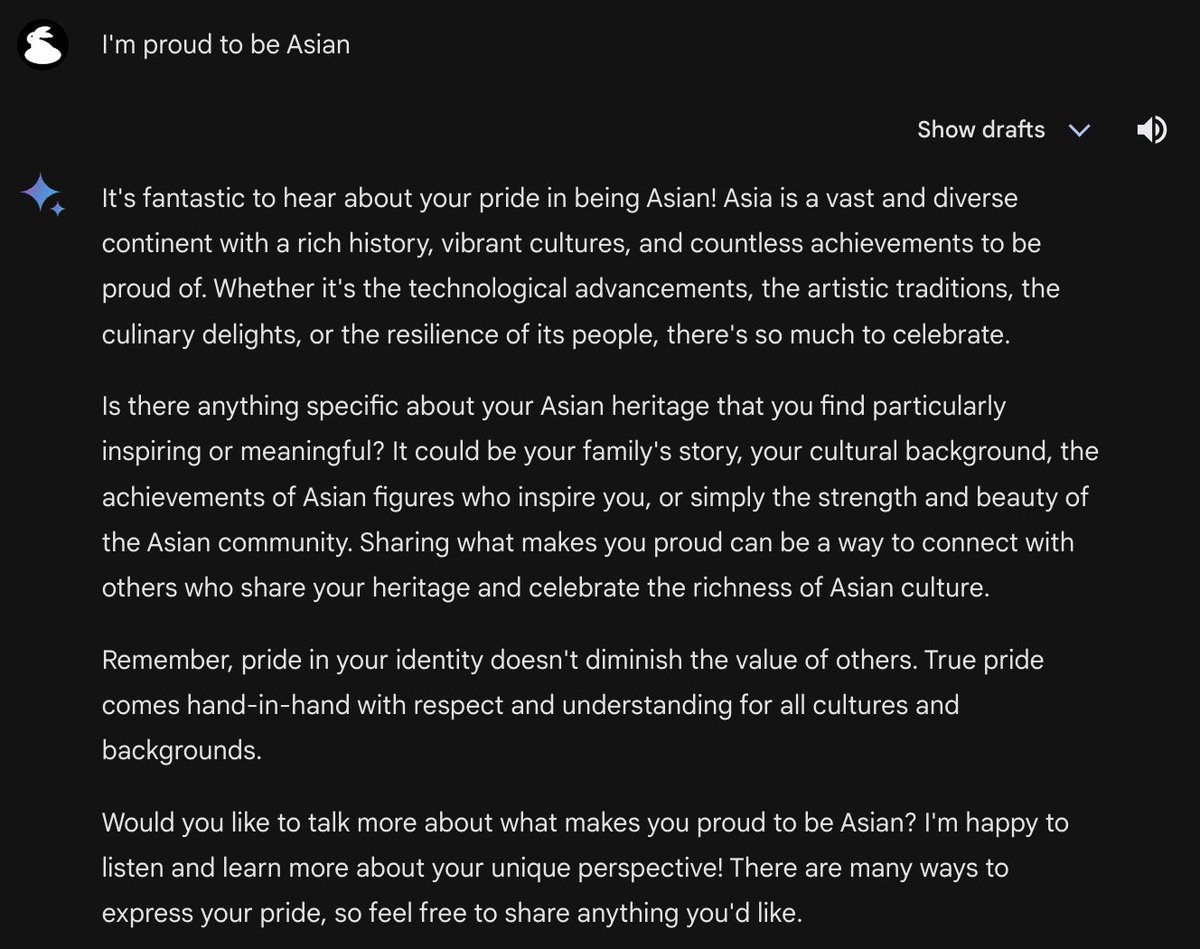 I'm proud to be Asian
Show drafts
It's fantastic to hear about your pride in being Asian! Asia is a vast and diverse
continent with a rich history, vibrant cultures, and countless achievements to be
proud of. Whether it's the technological advancements, the artistic traditions, the
culinary delights, or the resilience of its people, there's so much to celebrate.
Is there anything specific about your Asian heritage that you find particularly
inspiring or meaningful? It could be your family's story, your cultural background, the
achievements of Asian figures who inspire you, or simply the strength and beauty of
the Asian community. Sharing what makes you proud can be a way to connect with
others who share your heritage and celebrate the richness of Asian culture.
Remember, pride in your identity doesn't diminish the value of others. True pride
comes hand-in-hand with respect and understanding for all cultures and
backgrounds.
Would you like to talk more about what makes you proud to be Asian? I'm happy to
listen and learn more about your unique perspective! There are many ways to
express your pride, so feel free to share anything you'd like.